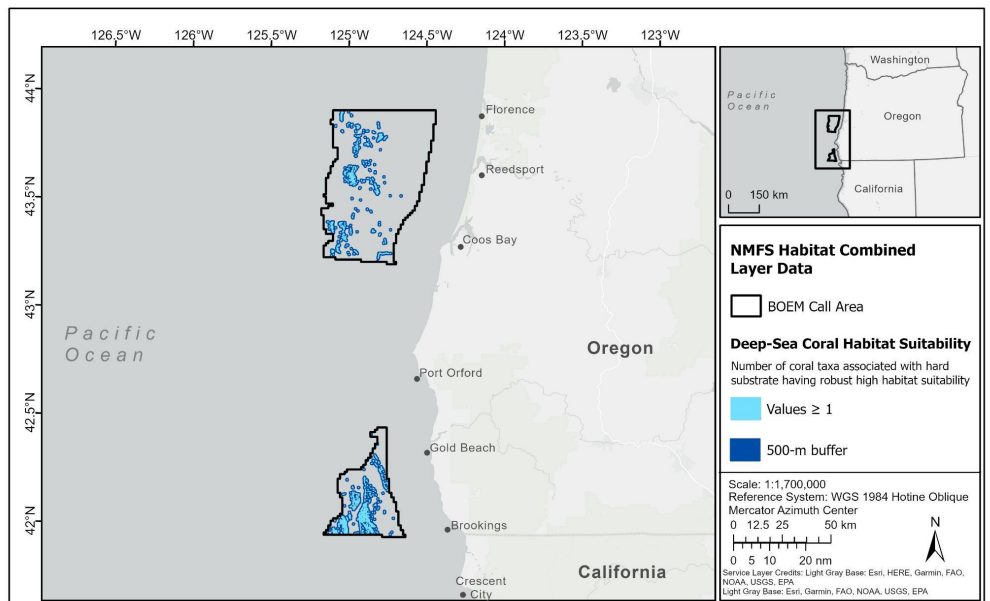 126.5°W 126°W 125.5°W 125°W 124.5°W 124°W 123.5°W 123°W
44°N
43.5°N
43°N
42.5°N
42°N
Florence
Reedsport
Coos Bay
Pacific
Ocean
Oregon
Port Orford
Gold Beach
Brookings
California
Crescent
City
Washington
Pacific
Ocean
Oregon
California
0 150 km
NMFS Habitat Combined
Layer Data
BOEM Call Area
Deep-Sea Coral Habitat Suitability
Number of coral taxa associated with hard
substrate having robust high habitat suitability
Values ≥ 1
500-m buffer
Scale: 1:1,700,000
Reference System: WGS 1984 Hotine Oblique
Mercator Azimuth Center
0 12.5 25 50 km
N
0 5 10 20 nm
Service Layer Credits: Light Gray Base: Esri, HERE, Garmin, FAO,
NOAA, USGS, EPA
Light Gray Base: Esri, Garmin, FAO, NOAA, USGS, EPA